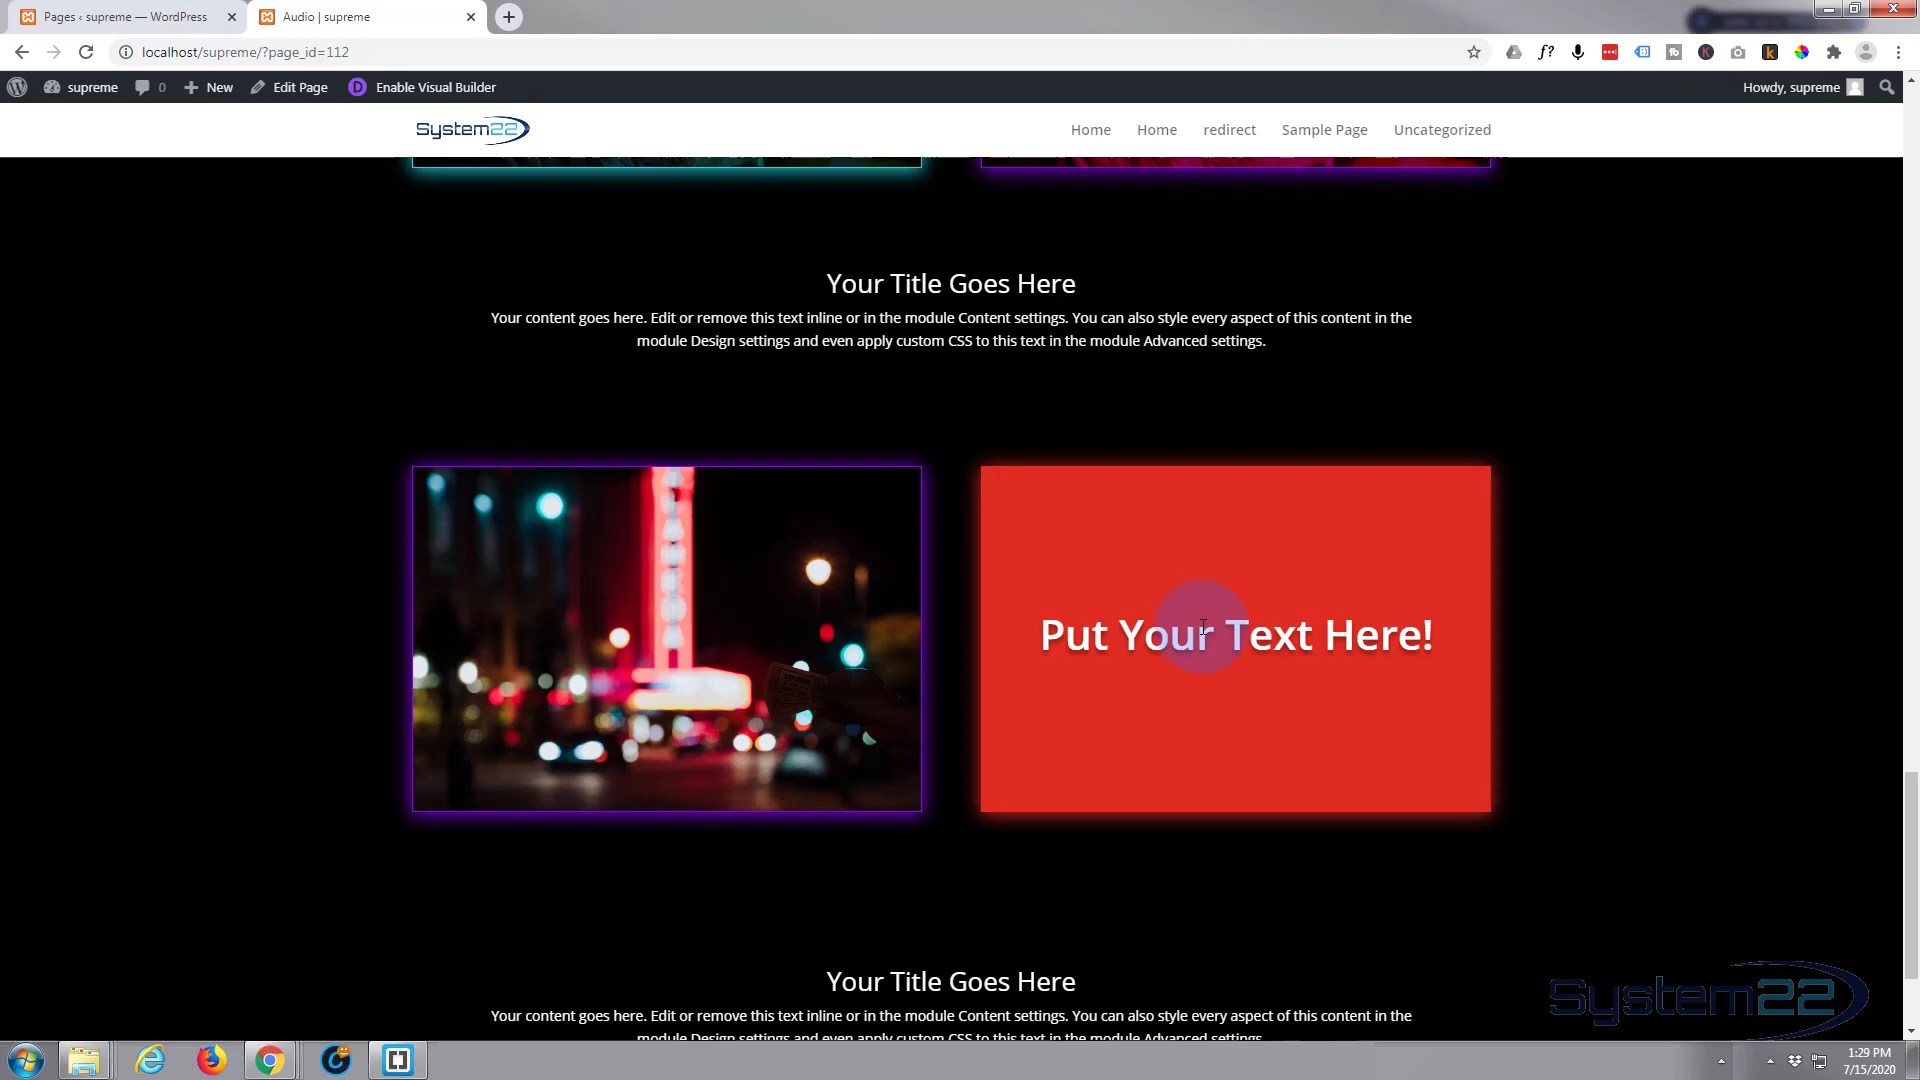 Pages ‹ supreme — WordPress
Audio | supreme
localhost/supreme/?page_id=112
supreme
0
New
Edit Page
Enable Visual Builder
Howdy, supreme
System22
Home
Home
redirect
Sample Page
Uncategorized
Your Title Goes Here
Your content goes here. Edit or remove this text inline or in the module Content settings. You can also style every aspect of this content in the
module Design settings and even apply custom CSS to this text in the module Advanced settings.
Put Your Text Here!
Your Title Goes Here
Your content goes here. Edit or remove this text inline or in the module Content settings. You can also style every aspect of this content in the
module Design settings and even apply custom CSS to this text in the module Advanced settings.
System22
1:29 PM
7/15/2020